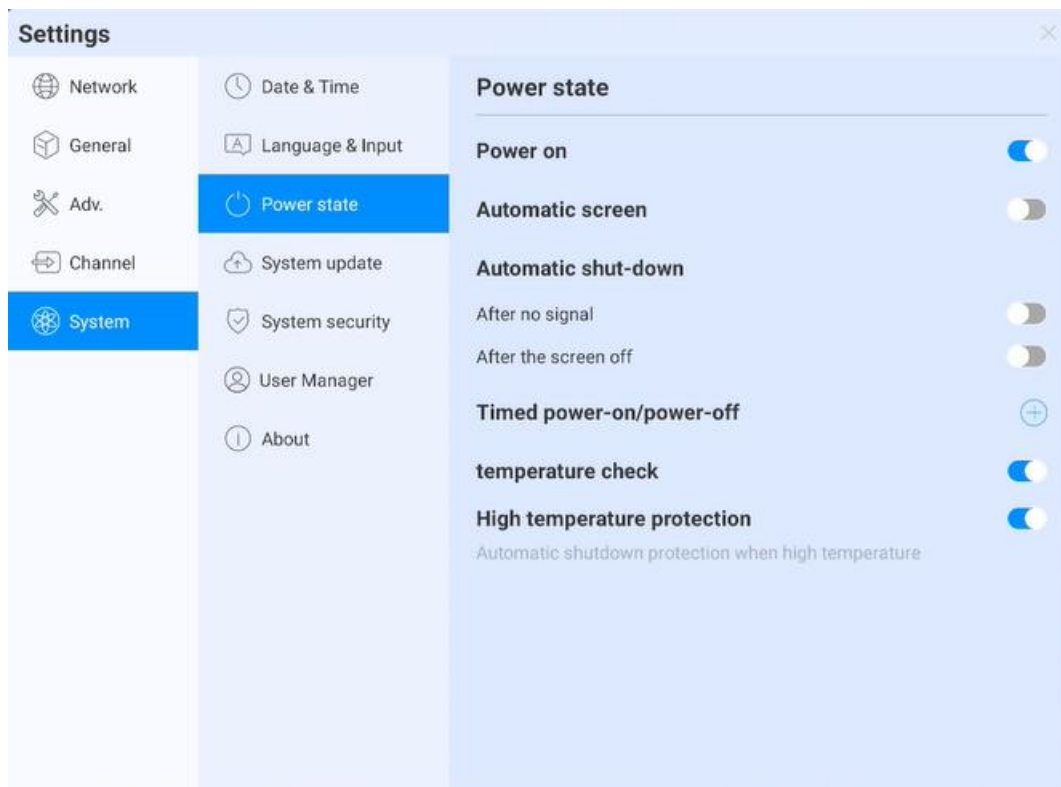 Settings
Network
General
Adv.
Channel
System
Date & Time
Language & Input
Power state
System update
System security
User Manager
About
Power state
Power on
Automatic screen
Automatic shut-down
After no signal
After the screen off
Timed power-on/power-off
temperature check
High temperature protection
Automatic shutdown protection when high temperature